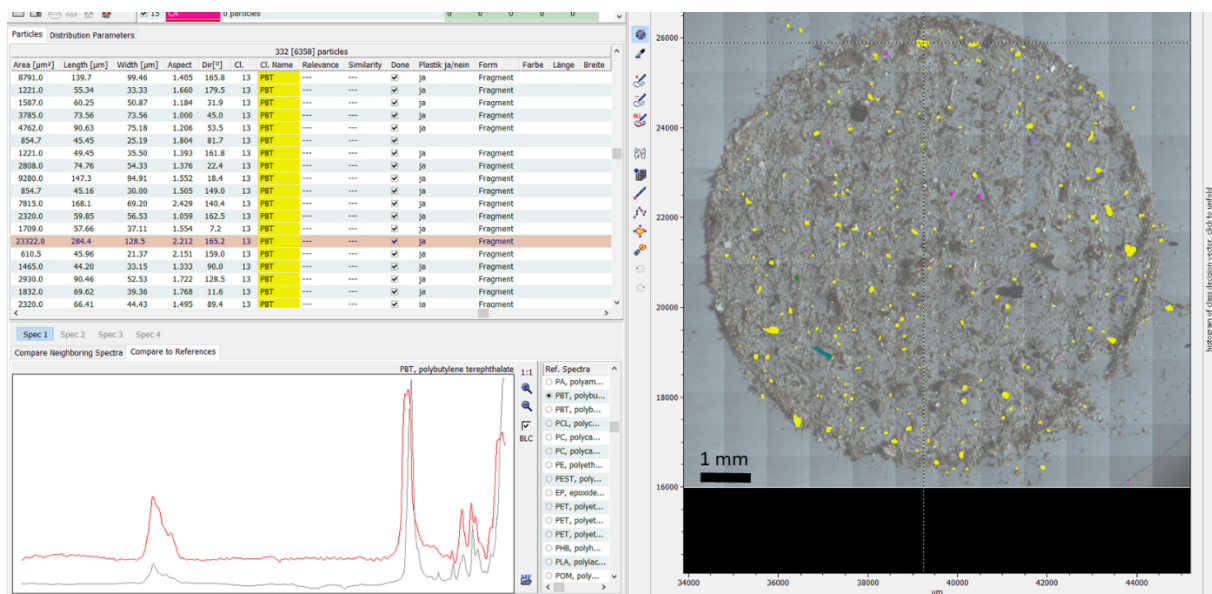 15 CA 0 particles 0 0 0 0 0
Particles Distribution Parameters
332 [6358] particles
Area [µm²] Length [µm] Width [µm] Aspect Dir[°] Cl. Cl. Name Relevance Similarity Done Plastik ja/nein Form Farbe Länge Breite
8791.0 139.7 99.46 1.405 165.8 13 PBT --- --- ja Fragment
1221.0 55.34 33.33 1.660 179.5 13 PBT --- --- ja Fragment
1587.0 60.25 50.87 1.184 31.9 13 PBT --- --- ja Fragment
3785.0 73.56 73.56 1.000 45.0 13 PBT --- --- ja Fragment
4762.0 90.63 75.18 1.206 53.5 13 PBT --- --- ja Fragment
854.7 45.45 25.19 1.804 81.7 13 PBT --- ---
1221.0 49.45 35.50 1.393 161.8 13 PBT --- --- ja Fragment
2808.0 74.76 54.33 1.376 22.4 13 PBT --- --- ja Fragment
9280.0 147.3 94.91 1.552 18.4 13 PBT --- --- ja Fragment
854.7 45.16 30.00 1.505 149.0 13 PBT --- --- ja Fragment
7815.0 168.1 69.20 2.429 140.4 13 PBT --- --- ja Fragment
2320.0 59.85 56.53 1.059 162.5 13 PBT --- --- ja Fragment
1709.0 57.66 37.11 1.554 7.2 13 PBT --- --- ja Fragment
23322.0 284.4 128.5 2.212 165.2 13 PBT --- --- ja Fragment
610.5 45.96 21.37 2.151 159.0 13 PBT --- --- ja Fragment
1465.0 44.20 33.15 1.333 90.0 13 PBT --- --- ja Fragment
2930.0 90.46 52.53 1.722 128.5 13 PBT --- --- ja Fragment
1832.0 69.62 39.36 1.768 11.6 13 PBT --- --- ja Fragment
2320.0 66.41 44.43 1.495 89.4 13 PBT --- --- ja Fragment
Spec 1 Spec 2 Spec 3 Spec 4
Compare Neighboring Spectra Compare to References
PBT, polybutylene terephthalate
1:1
BLC
Ref. Spectra
PA, polyam...
PBT, polybu...
PBT, polyb...
PCL, polyc...
PC, polyca...
PC, polyca...
PE, polyeth...
PEST, poly...
EP, epoxide...
PET, polyet...
PET, polyet...
PET, polyet...
PHB, polyh...
PLA, polylac...
POM, poly...
26000
24000
22000
20000
18000
16000
1 mm
34000 36000 38000 40000 42000 44000
µm
histogram of class decision vector, click to unfold